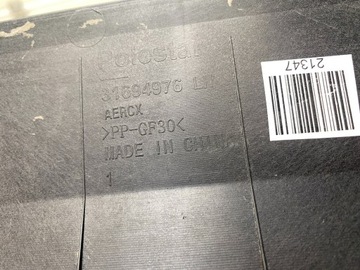 Polestar
31694976
AERCX
>PP-GF30<
MADE IN CHINA
1
21347